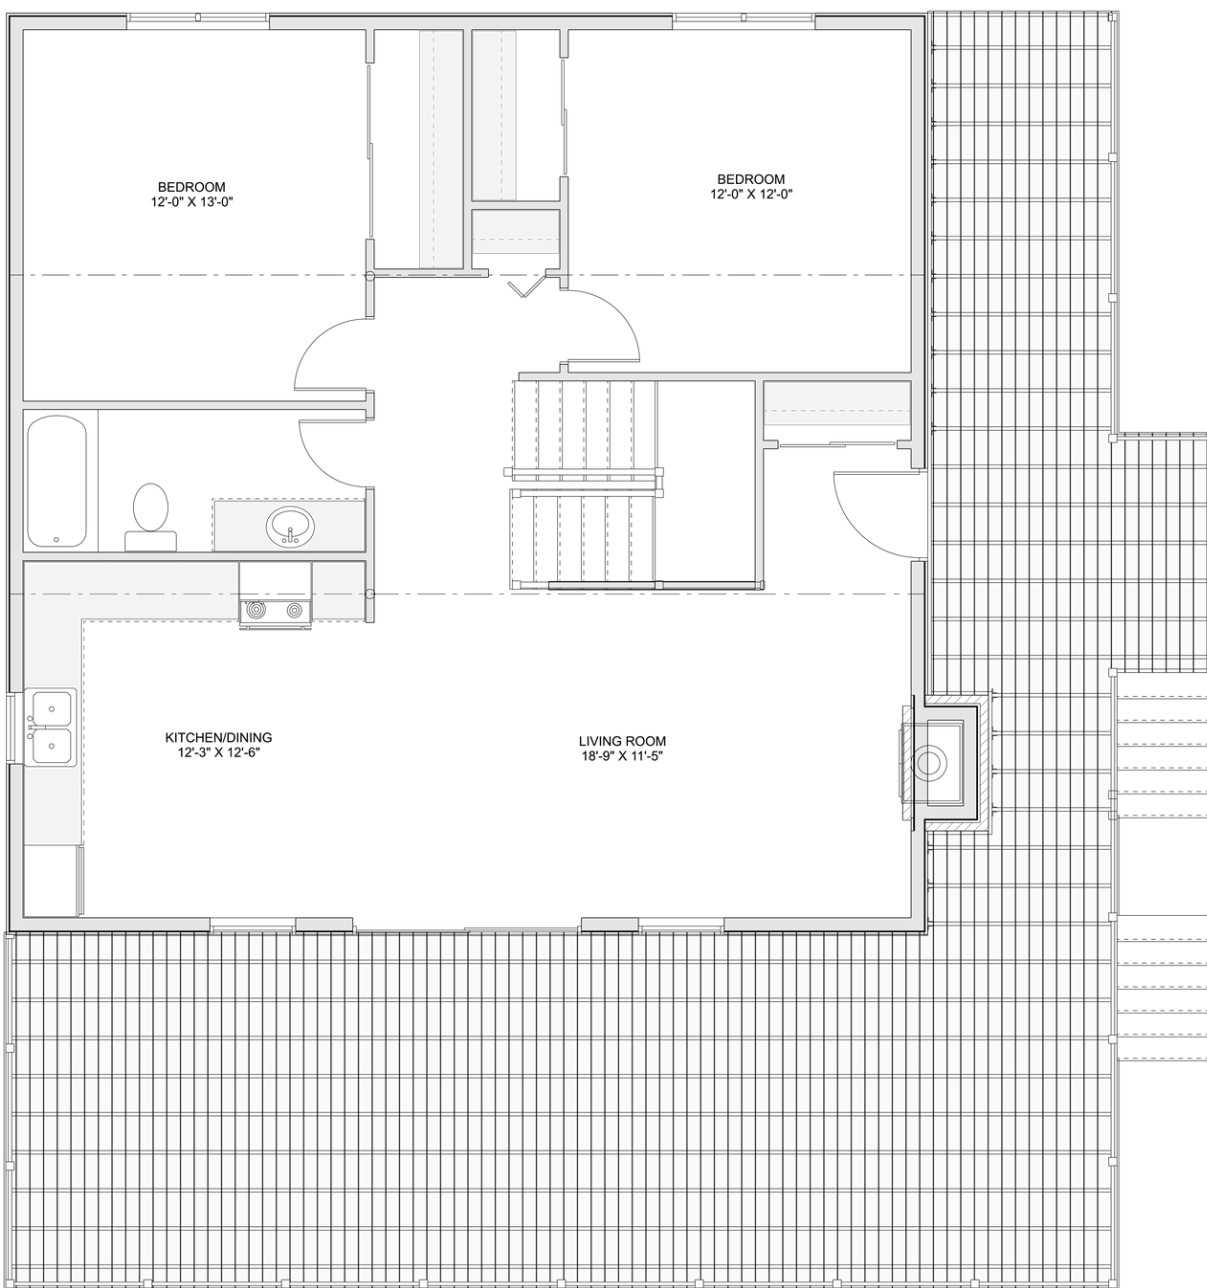 BEDROOM
12'-0" X 13'-0"
BEDROOM
12'-0" X 12'-0"
KITCHEN/DINING
12'-3" X 12'-6"
LIVING ROOM
18'-9" X 11'-5"